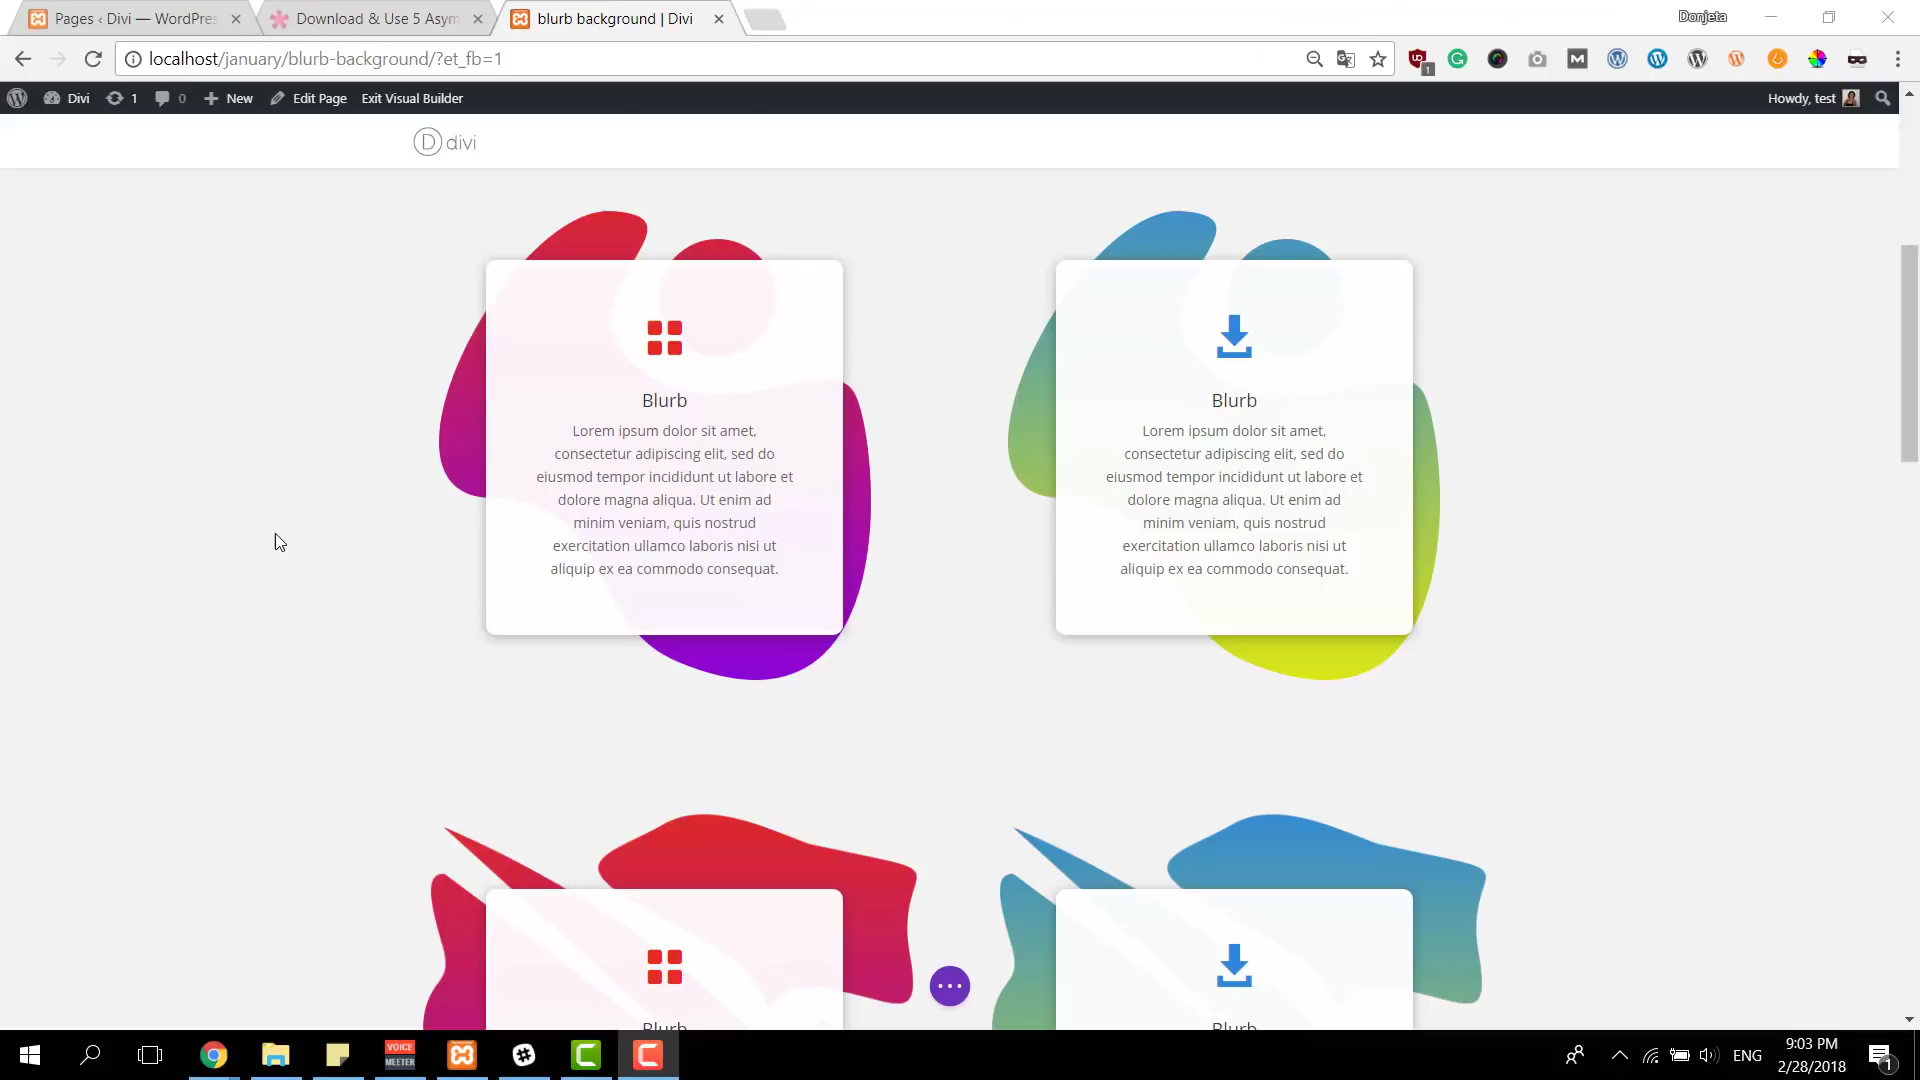 Pages ‹ Divi — WordPres
Download & Use 5 Asym
blurb background | Divi
Donjeta
localhost/january/blurb-background/?et_fb=1
Divi
1
0
New
Edit Page
Exit Visual Builder
Howdy, test
D divi
Blurb
Lorem ipsum dolor sit amet,
consectetur adipiscing elit, sed do
eiusmod tempor incididunt ut labore et
dolore magna aliqua. Ut enim ad
minim veniam, quis nostrud
exercitation ullamco laboris nisi ut
aliquip ex ea commodo consequat.
Blurb
Lorem ipsum dolor sit amet,
consectetur adipiscing elit, sed do
eiusmod tempor incididunt ut labore et
dolore magna aliqua. Ut enim ad
minim veniam, quis nostrud
exercitation ullamco laboris nisi ut
aliquip ex ea commodo consequat.
Blurb
Blurb
VOICE
MEETER
ENG
9:03 PM
2/28/2018
1